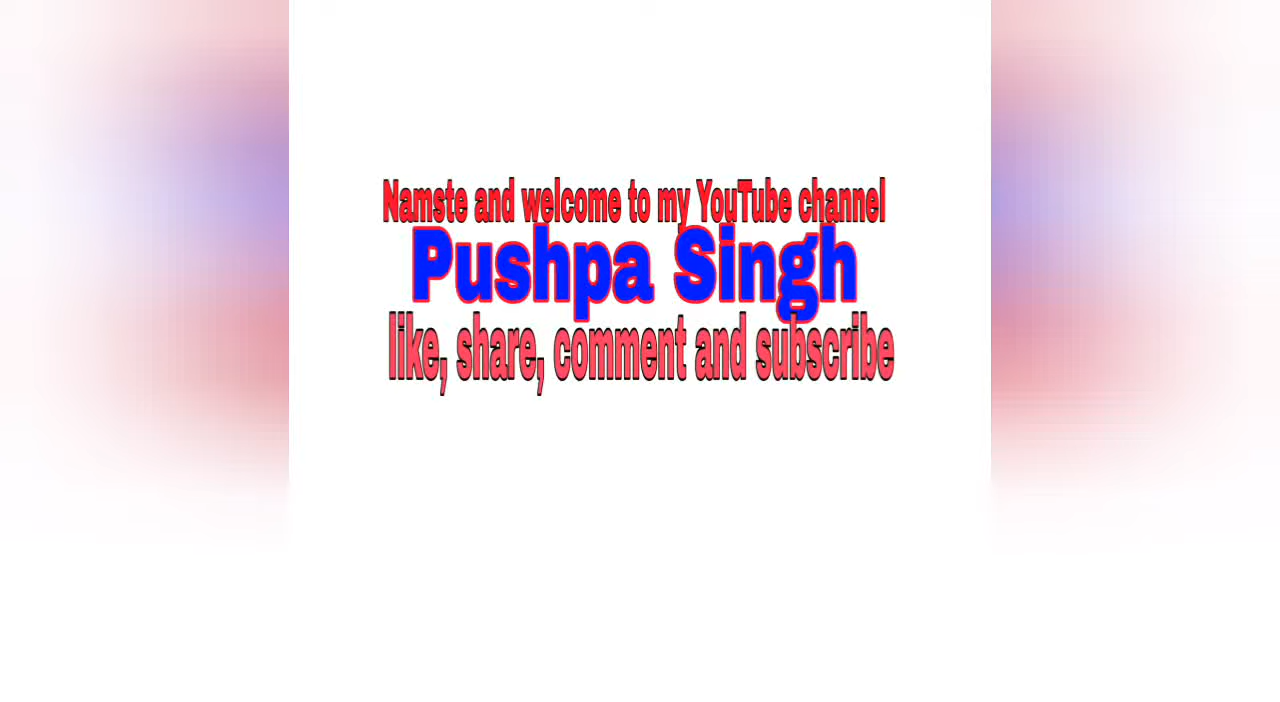 Namste and welcome to my YouTube channel
Pushpa Singh
like, share, comment and subscribe